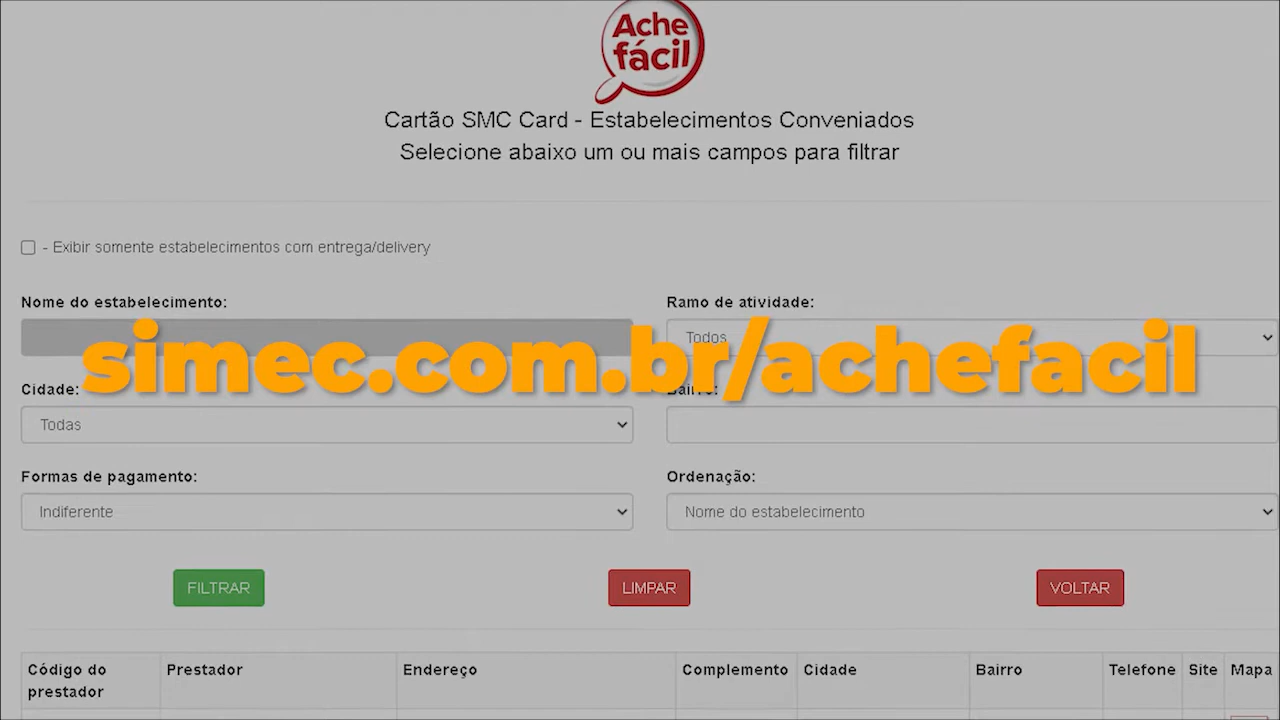 Ache
fácil
Cartão SMC Card - Estabelecimentos Conveniados
Selecione abaixo um ou mais campos para filtrar
- Exibir somente estabelecimentos com entrega/delivery
Nome do estabelecimento:
Ramo de atividade:
Todos
simec.com.br/achefacil
Cidade:
Bairro:
Todas
Formas de pagamento:
Ordenação:
Indiferente
Nome do estabelecimento
FILTRAR
LIMPAR
VOLTAR
Código do prestador
Prestador
Endereço
Complemento
Cidade
Bairro
Telefone
Site
Mapa